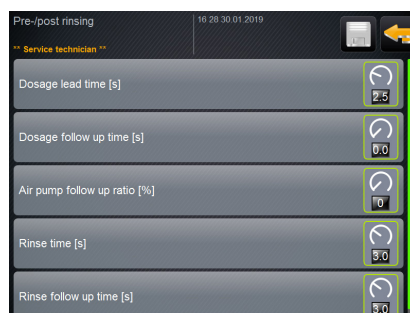 Pre-/post rinsing
16 28 30.01.2019
** Service technician **
Dosage lead time [s]
2.5
Dosage follow up time [s]
0.0
Air pump follow up ratio [%]
0
Rinse time [s]
3.0
Rinse follow up time [s]
3.0